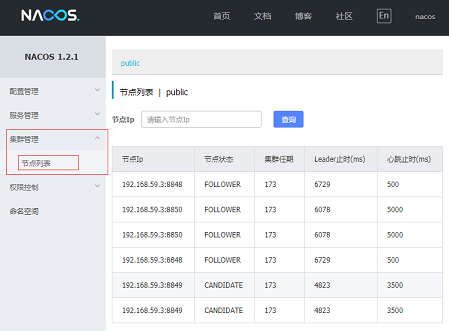 NACOS. 首页 文档 博客 社区 En nacos
NACOS 1.2.1
配置管理
服务管理
集群管理
节点列表
权限控制
命名空间
public
节点列表 | public
节点Ip 请输入节点Ip 查询
节点Ip 节点状态 集群任期 Leader止时(ms) 心跳止时(ms)
192.168.59.3:8848 FOLLOWER 173 6729 500
192.168.59.3:8850 FOLLOWER 173 6078 5000
192.168.59.3:8850 FOLLOWER 173 6078 5000
192.168.59.3:8848 FOLLOWER 173 6729 500
192.168.59.3:8849 CANDIDATE 173 4823 3500
192.168.59.3:8849 CANDIDATE 173 4823 3500